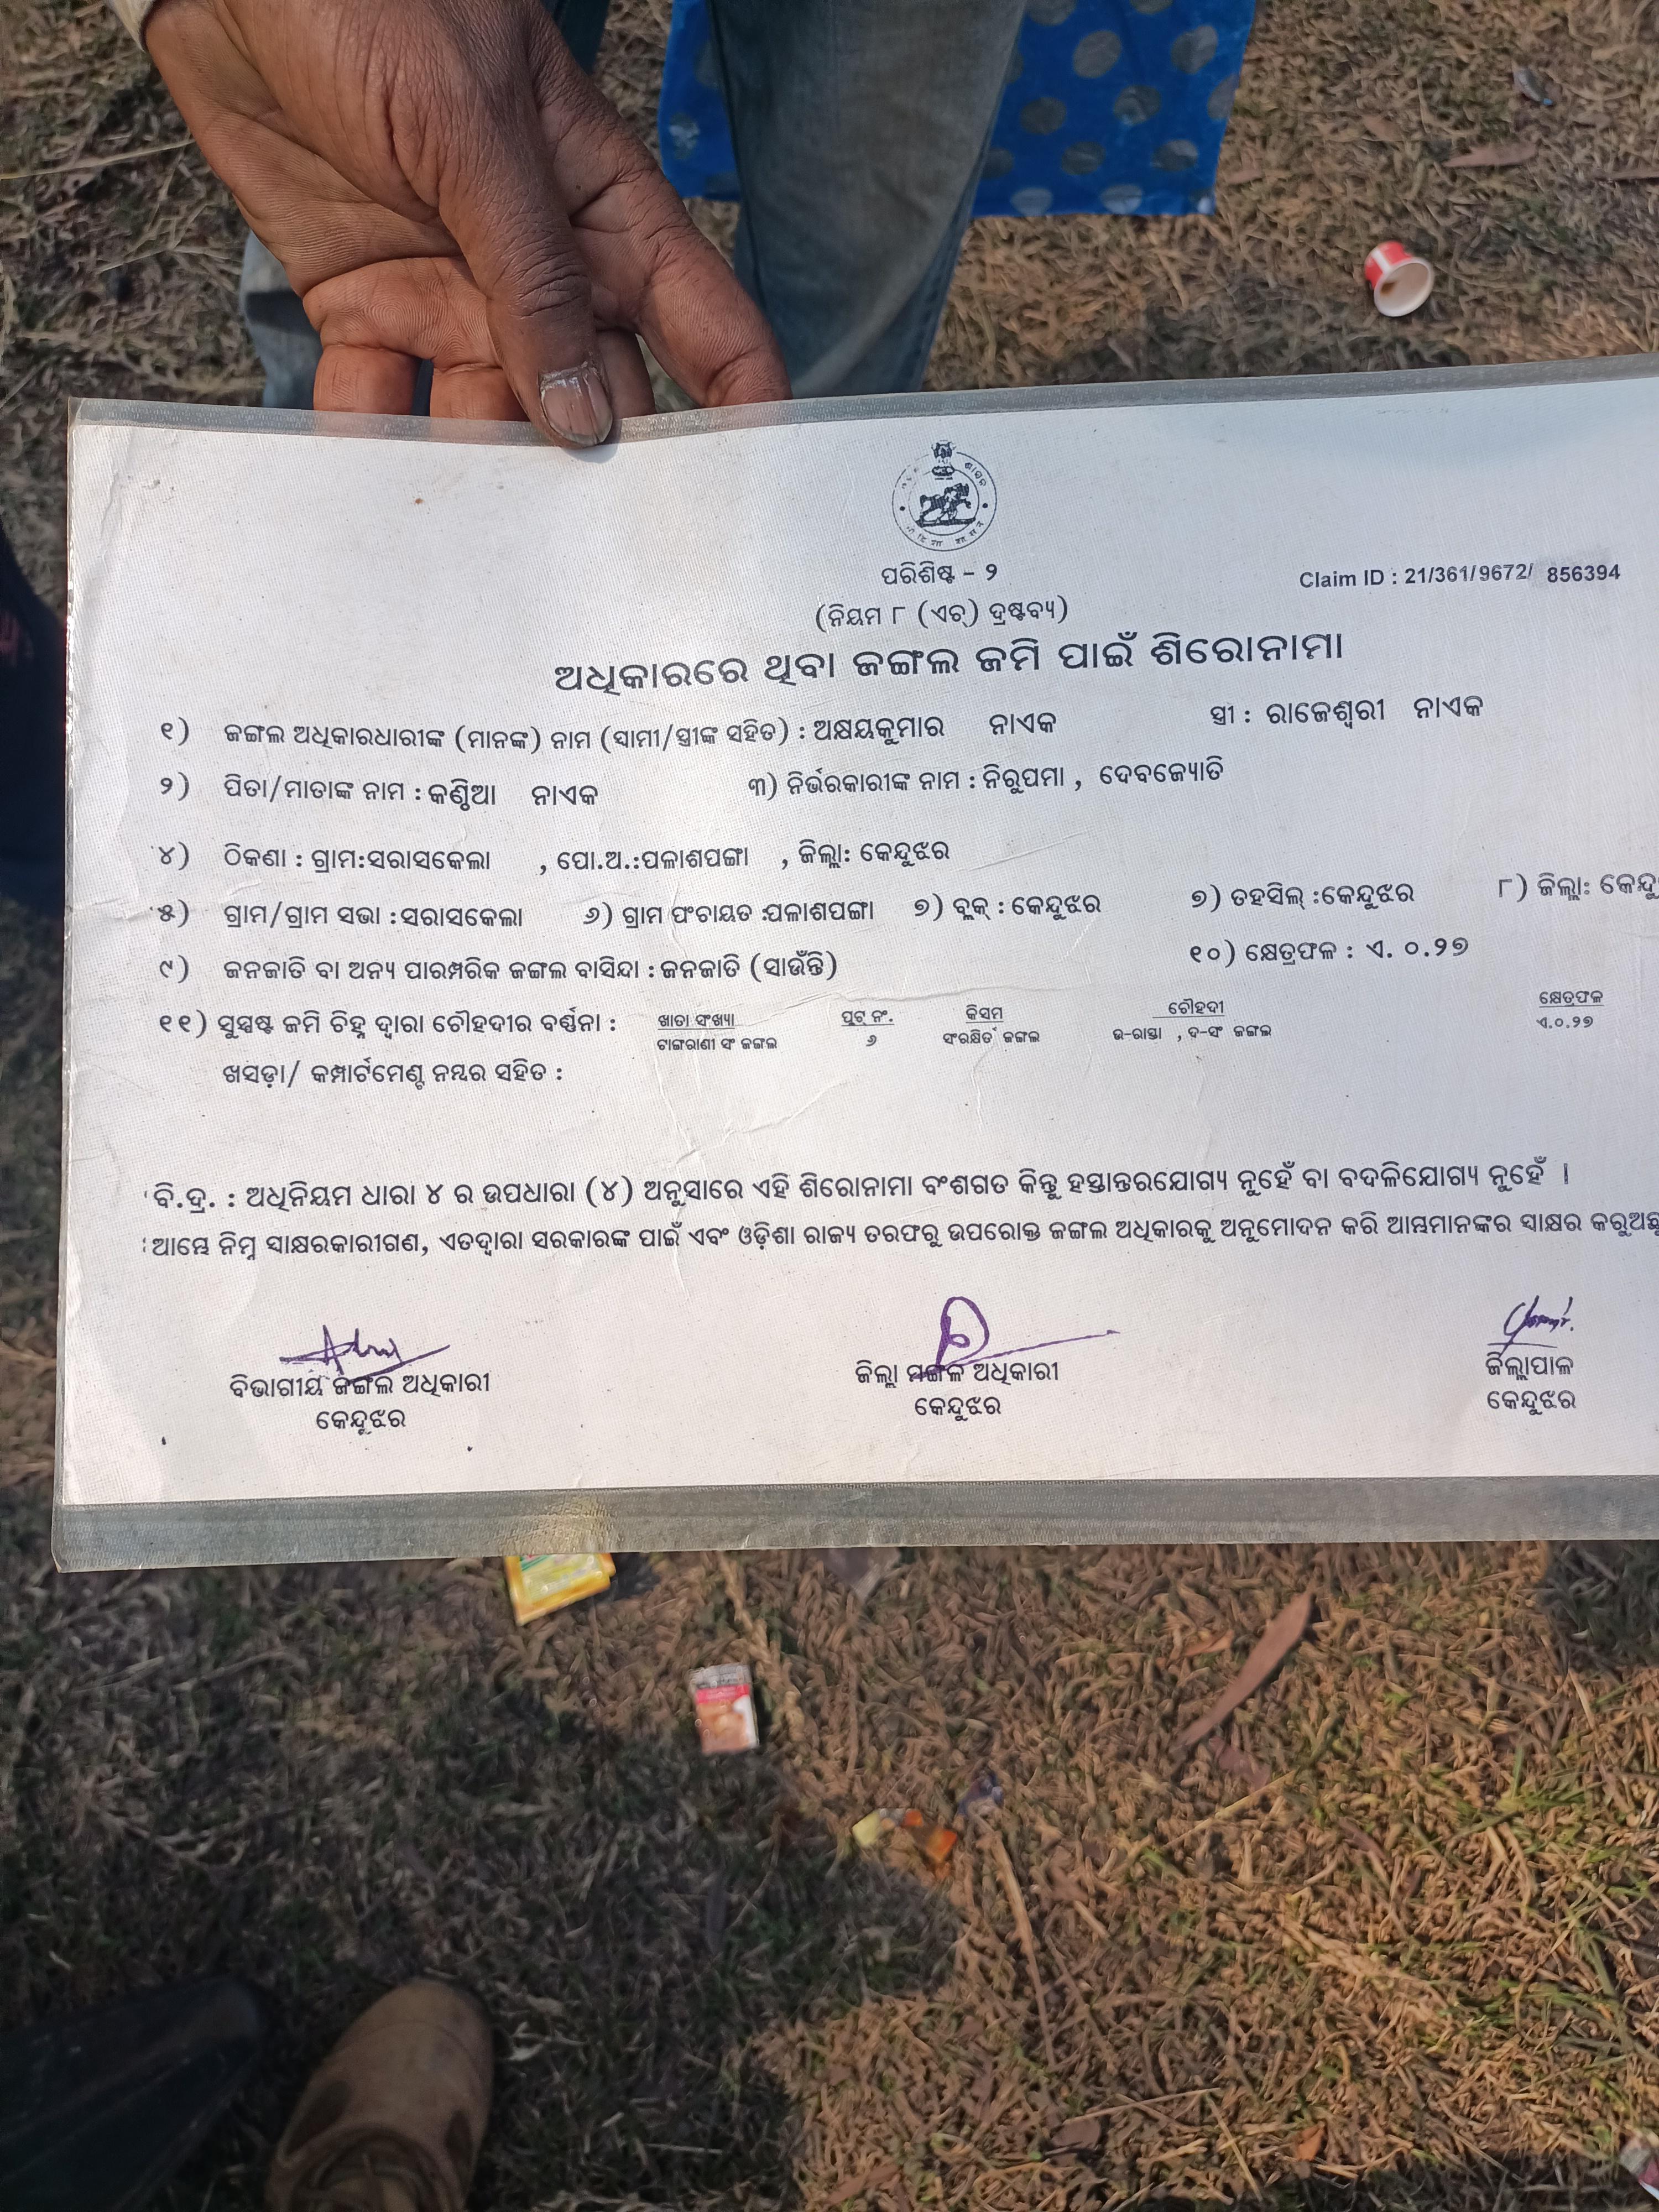 ପରିଶିଷ୍ଟ - ୨
Claim ID : 21/361/9672/ 856394
(ନିୟମ ୮ (ଏଚ୍) ଦ୍ରଷ୍ଟବ୍ୟ)
ଅଧିକାରରେ ଥିବା ଜଙ୍ଗଲ ଜମି ପାଇଁ ଶିରୋନାମା
୧) ଜଙ୍ଗଲ ଅଧିକାରଧାରୀଙ୍କ (ମାନଙ୍କ) ନାମ (ସ୍ୱାମୀ/ସ୍ତ୍ରୀଙ୍କ ସହିତ) : ଅକ୍ଷୟକୁମାର ନାଏକ ସ୍ତ୍ରୀ : ରାଜେଶ୍ୱରୀ ନାଏକ
୨) ପିତା/ମାତାଙ୍କ ନାମ : କଣ୍ଠିଆ ନାଏକ ୩) ନିର୍ଭରକାରୀଙ୍କ ନାମ : ନିରୁପମା , ଦେବଜ୍ୟୋତି
୪) ଠିକଣା : ଗ୍ରାମ:ସରାସକେଲା , ପୋ.ଅ.:ପଳାଶପଙ୍ଗା , ଜିଲ୍ଲା: କେନ୍ଦୁଝର
୫) ଗ୍ରାମ/ଗ୍ରାମ ସଭା : ସରାସକେଲା ୬) ଗ୍ରାମ ପଂଚାୟତ :ପଳାଶପଙ୍ଗା ୭) ବ୍ଲକ୍ : କେନ୍ଦୁଝର ୭) ତହସିଲ୍ :କେନ୍ଦୁଝର ୮) ଜିଲ୍ଲା:
୯) ଜନଜାତି ବା ଅନ୍ୟ ପାରମ୍ପରିକ ଜଙ୍ଗଲ ବାସିନ୍ଦା : ଜନଜାତି (ସାଉଁନ୍ତି) ୧୦) କ୍ଷେତ୍ରଫଳ : ଏ. ୦.୨୭
୧୧) ସୁସ୍ପଷ୍ଟ ଜମି ଚିହ୍ନ ଦ୍ୱାରା ଚୌହଦୀର ବର୍ଣ୍ଣନା : ଖାତା ସଂଖ୍ୟା ପ୍ଲଟ୍ ନଂ. କିସମ ଚୌହଦୀ କ୍ଷେତ୍ରଫଳ
ଟାଙ୍ଗରାଣୀ ସଂ ଜଙ୍ଗଲ ୬ ସଂରକ୍ଷିତ ଜଙ୍ଗଲ ଉ-ରାସ୍ତା , ଦ-ସଂ ଜଙ୍ଗଲ ଏ.୦.୨୭
ଖସଡ଼ା/ କମ୍ପାର୍ଟମେଣ୍ଟ ନମ୍ବର ସହିତ :
ବି.ଦ୍ର. : ଅଧିନିୟମ ଧାରା ୪ ର ଉପଧାରା (୪) ଅନୁସାରେ ଏହି ଶିରୋନାମା ବଂଶଗତ କିନ୍ତୁ ହସ୍ତାନ୍ତରଯୋଗ୍ୟ ନୁହେଁ ବା ବଦଳିଯୋଗ୍ୟ ନୁହେଁ ।
ଆମ୍ଭେ ନିମ୍ନ ସାକ୍ଷରକାରୀଗଣ, ଏତଦ୍ୱାରା ସରକାରଙ୍କ ପାଇଁ ଏବଂ ଓଡ଼ିଶା ରାଜ୍ୟ ତରଫରୁ ଉପରୋକ୍ତ ଜଙ୍ଗଲ ଅଧିକାରକୁ ଅନୁମୋଦନ କରି ଆମ୍ଭମାନଙ୍କର ସାକ୍ଷର
ବିଭାଗୀୟ ଜଙ୍ଗଲ ଅଧିକାରୀ ଜିଲ୍ଲା ମଙ୍ଗଳ ଅଧିକାରୀ ଜିଲ୍ଲାପାଳ
କେନ୍ଦୁଝର କେନ୍ଦୁଝର କେନ୍ଦୁଝର